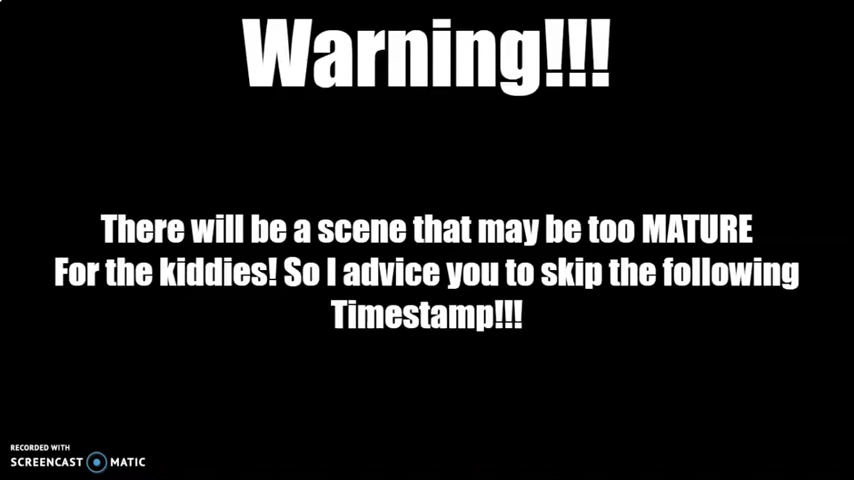 Warning!!!
There will be a scene that may be too MATURE
For the kiddies! So I advice you to skip the following
Timestamp!!!
RECORDED WITH
SCREENCAST MATIC